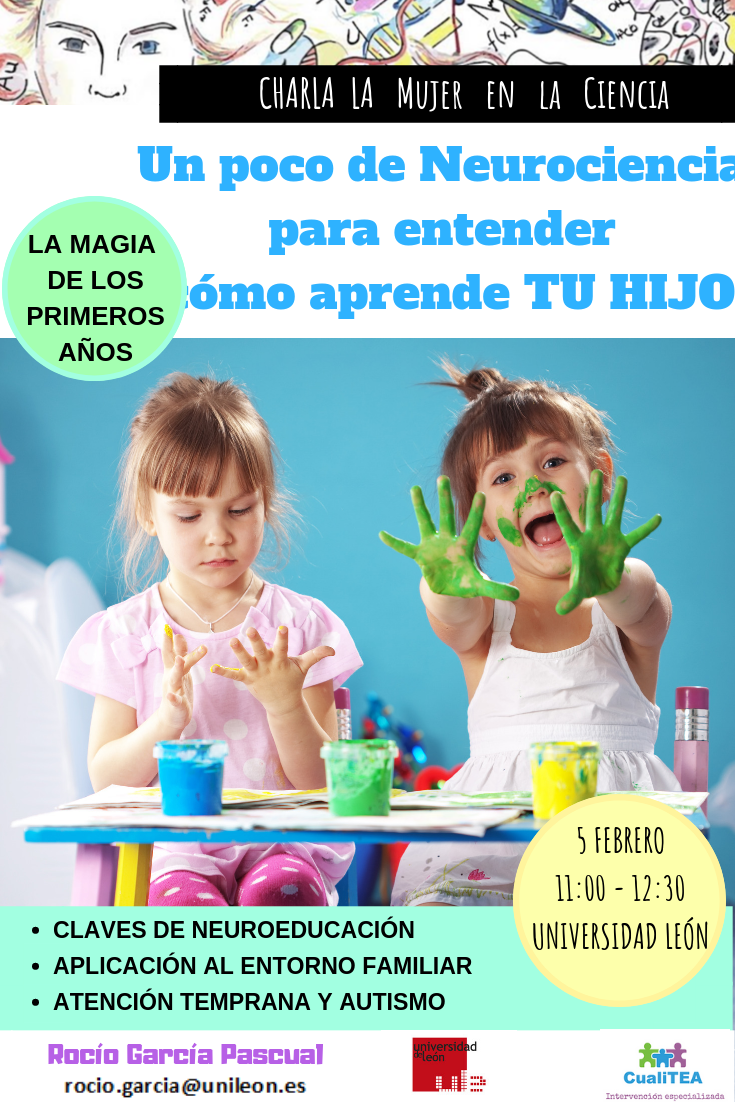 CHARLA LA Mujer en la Ciencia
Un poco de Neurociencia
para entender
cómo aprende TU HIJO
LA MAGIA
DE LOS
PRIMEROS
AÑOS
5 FEBRERO
11:00 - 12:30
UNIVERSIDAD LEÓN
• CLAVES DE NEUROEDUCACIÓN
• APLICACIÓN AL ENTORNO FAMILIAR
• ATENCIÓN TEMPRANA Y AUTISMO
Rocío García Pascual
rocio.garcia@unileon.es
universidad
de león
CualiTEA
Intervención especializada